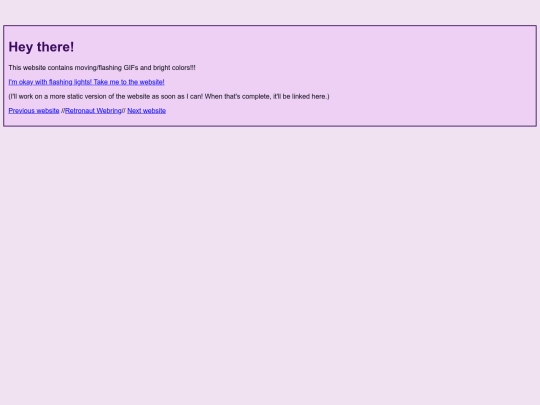 Hey there!
This website contains moving/flashing GIFs and bright colors!!!
I'm okay with flashing lights! Take me to the website!
(I'll work on a more static version of the website as soon as I can! When that's complete, it'll be linked here.)
Previous website //Retronaut Webring// Next website